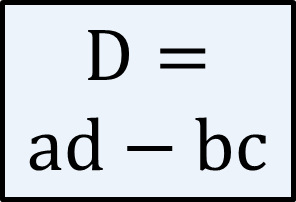 D =
ad − bc